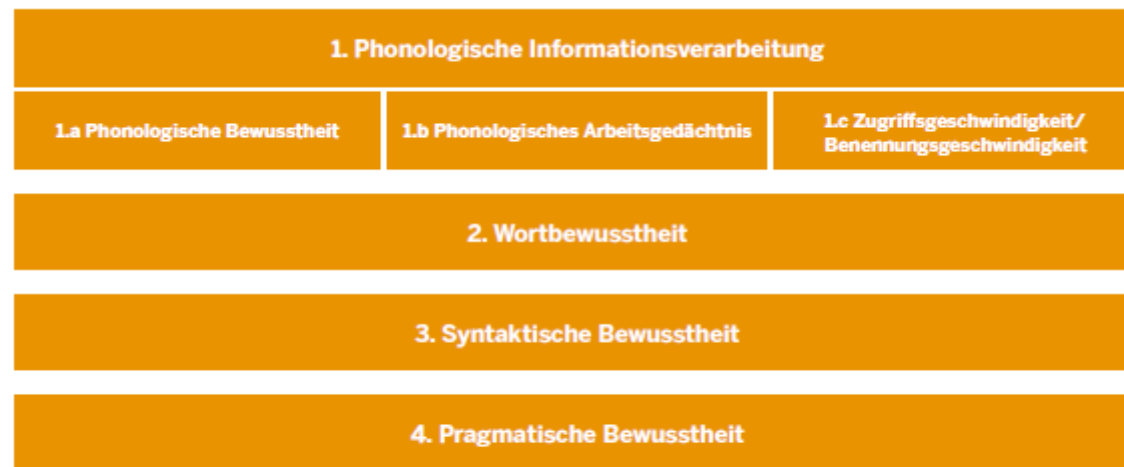 1. Phonologische Informationsverarbeitung
1.a Phonologische Bewusstheit
1.b Phonologisches Arbeitsgedächtnis
1.c Zugriffsgeschwindigkeit/
Benennungsgeschwindigkeit
2. Wortbewusstheit
3. Syntaktische Bewusstheit
4. Pragmatische Bewusstheit